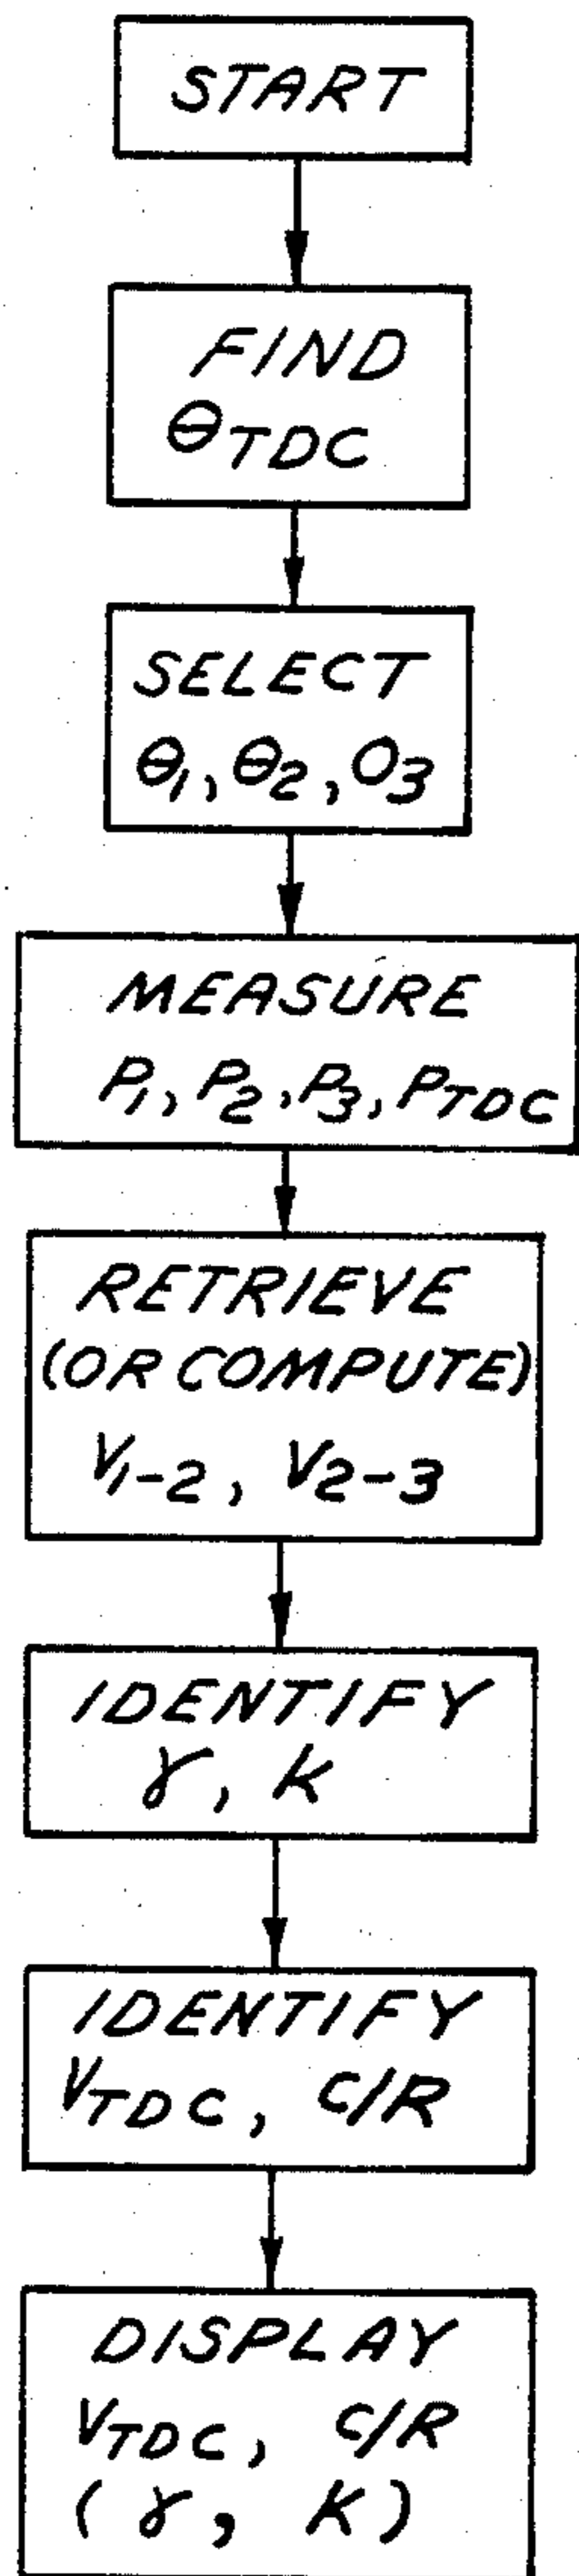 START
FIND
θTDC
SELECT
θ1, θ2, O3
MEASURE
P1, P2, P3, PTDC
RETRIEVE
(OR COMPUTE)
V1-2, V2-3
IDENTIFY
γ, K
IDENTIFY
VTDC, C/R
DISPLAY
VTDC, C/R
(γ, K)